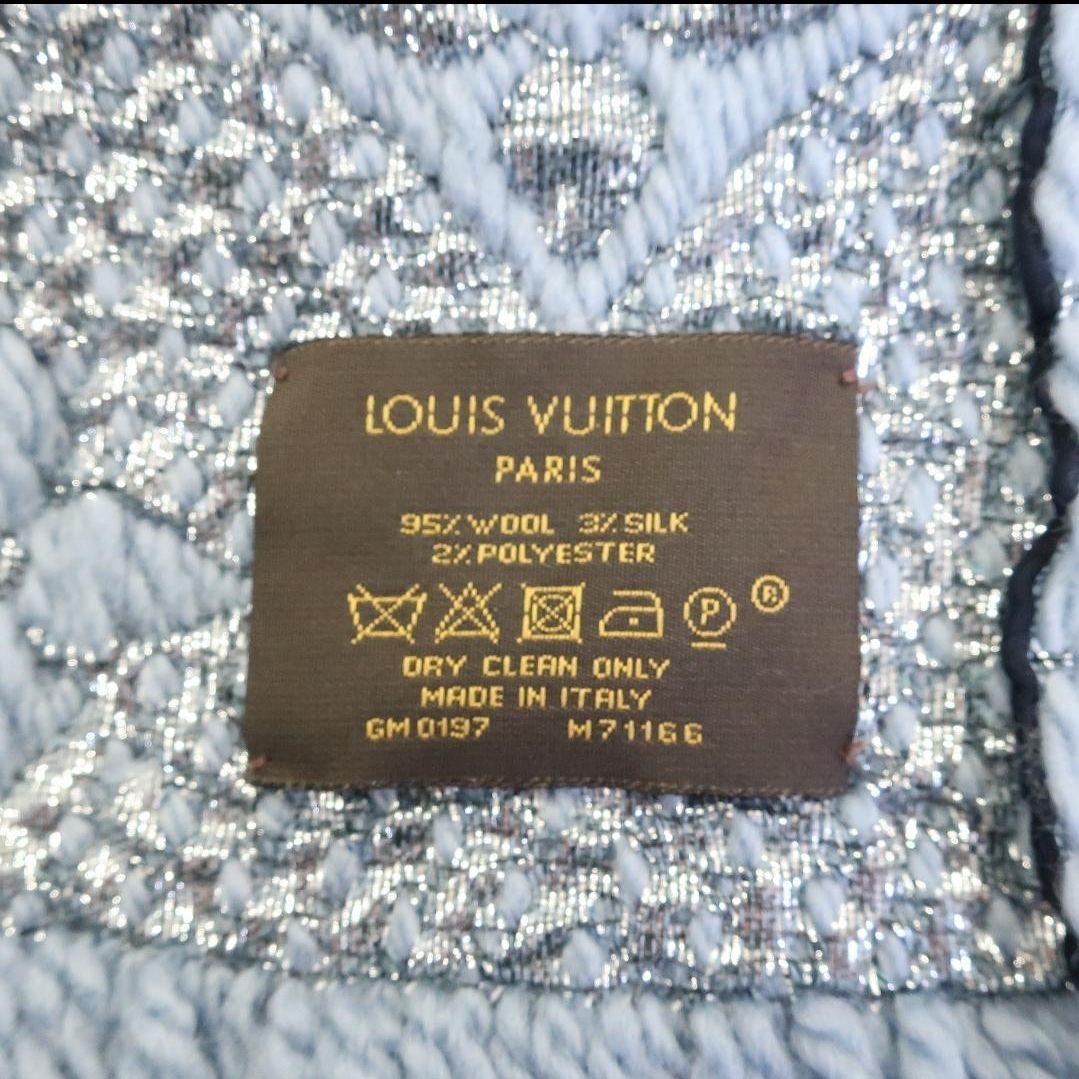 LOUIS VUITTON
PARIS
95% WOOL 3% SILK
2% POLYESTER
P ®
DRY CLEAN ONLY
MADE IN ITALY
GM0197 M71166